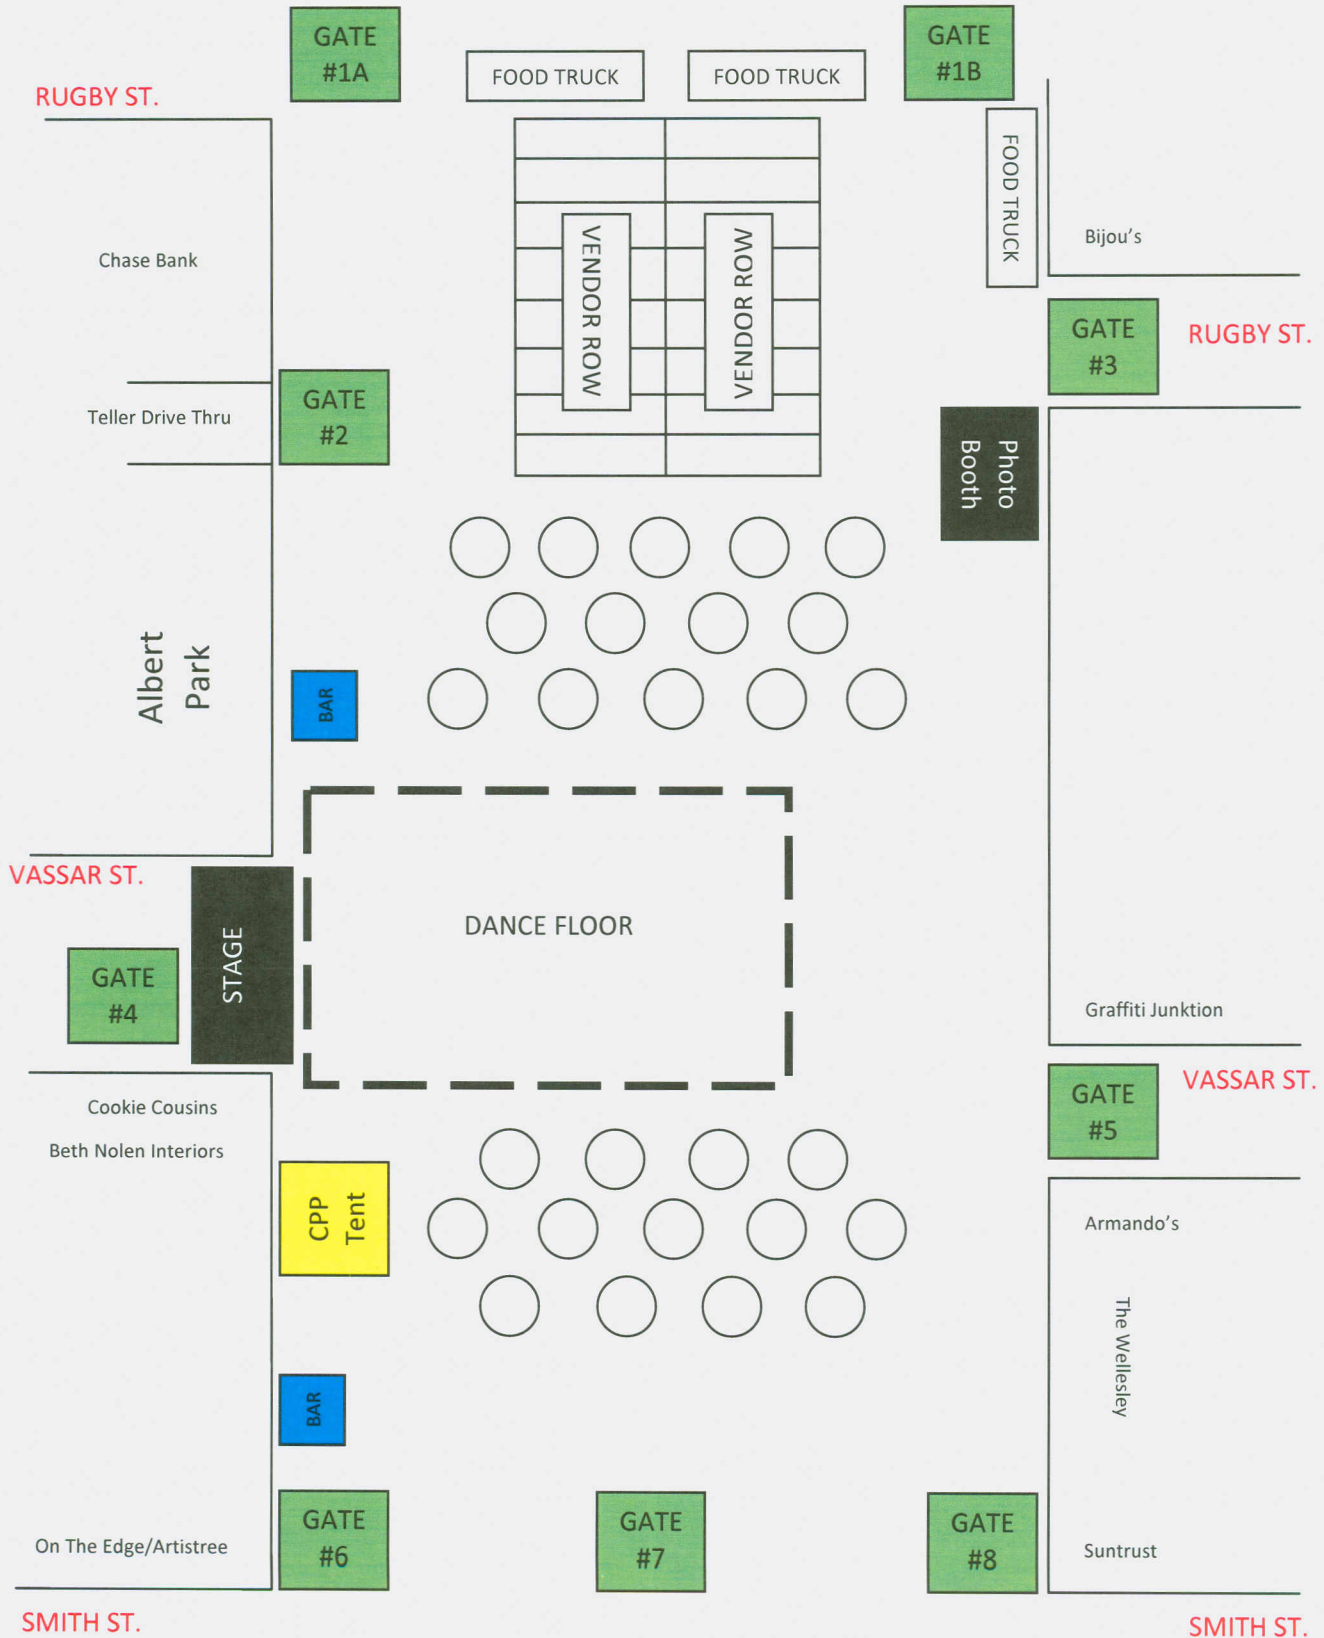 GATE
#1A
GATE
#1B
FOOD TRUCK
FOOD TRUCK
RUGBY ST.
FOOD TRUCK
Bijou's
Chase Bank
VENDOR ROW
VENDOR ROW
GATE
#3
RUGBY ST.
Teller Drive Thru
GATE
#2
Photo
Booth
Albert
Park
BAR
VASSAR ST.
STAGE
DANCE FLOOR
GATE
#4
Graffiti Junktion
GATE
#5
VASSAR ST.
Cookie Cousins
Beth Nolen Interiors
CPP
Tent
Armando's
The Wellesley
BAR
GATE
#6
GATE
#7
GATE
#8
On The Edge/Artistree
Suntrust
SMITH ST.
SMITH ST.